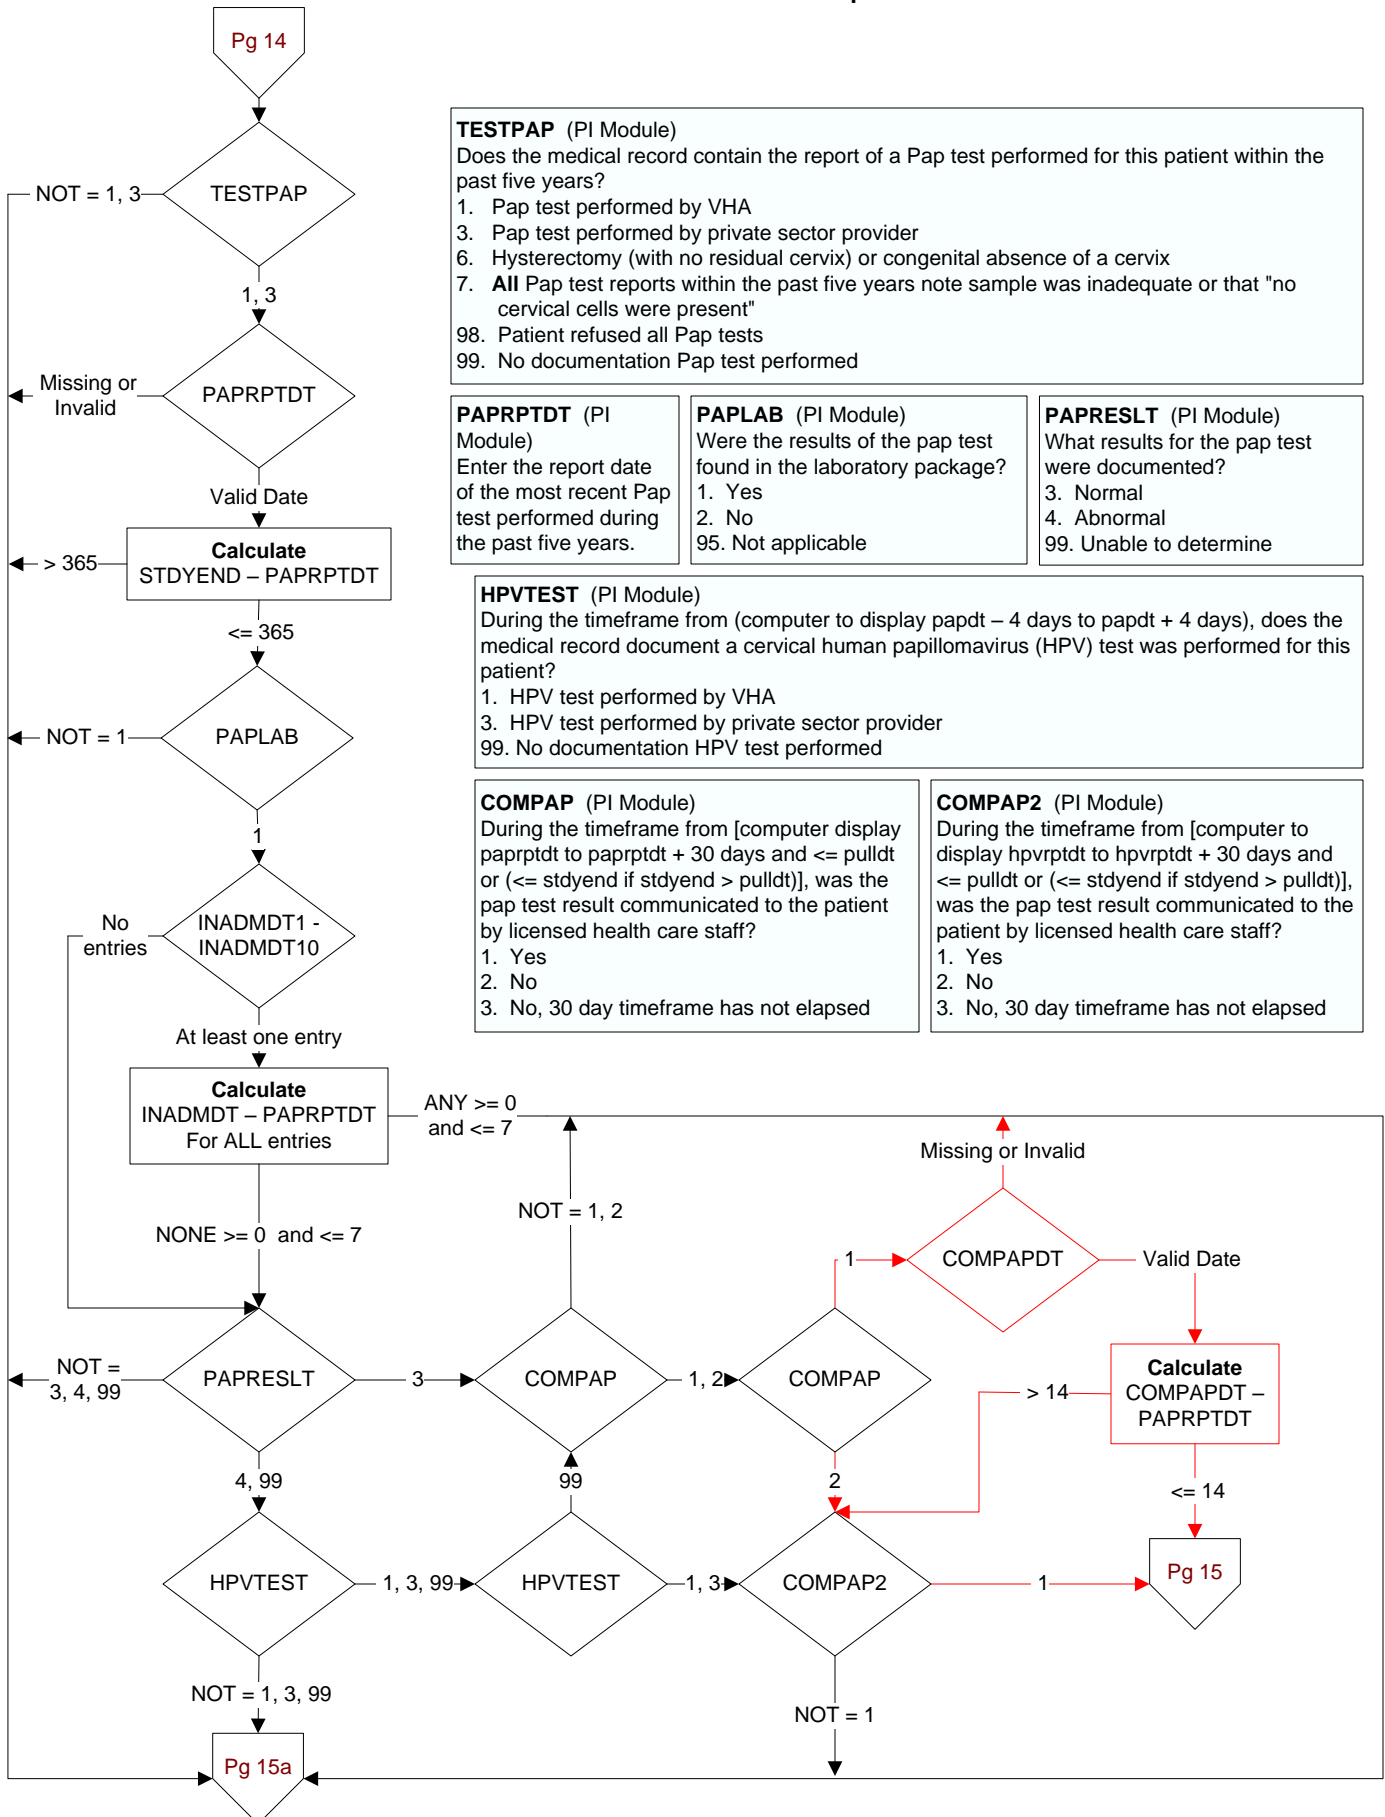 Pg 14
TESTPAP (PI Module)
Does the medical record contain the report of a Pap test performed for this patient within the
past five years?
1. Pap test performed by VHA
3. Pap test performed by private sector provider
6. Hysterectomy (with no residual cervix) or congenital absence of a cervix
7. All Pap test reports within the past five years note sample was inadequate or that "no
cervical cells were present"
98. Patient refused all Pap tests
99. No documentation Pap test performed
NOT = 1, 3
TESTPAP
1, 3
Missing or
Invalid
PAPRPTDT
Valid Date
PAPRPTDT (PI
Module)
Enter the report date
of the most recent Pap
test performed during
the past five years.
PAPLAB (PI Module)
Were the results of the pap test
found in the laboratory package?
1. Yes
2. No
95. Not applicable
PAPRESLT (PI Module)
What results for the pap test
were documented?
3. Normal
4. Abnormal
99. Unable to determine
> 365
Calculate
STDYEND – PAPRPTDT
<= 365
HPVTEST (PI Module)
During the timeframe from (computer to display papdt – 4 days to papdt + 4 days), does the
medical record document a cervical human papillomavirus (HPV) test was performed for this
patient?
1. HPV test performed by VHA
3. HPV test performed by private sector provider
99. No documentation HPV test performed
NOT = 1
PAPLAB
1
COMPAP (PI Module)
During the timeframe from [computer display
paprptdt to paprptdt + 30 days and <= pulldt
or (<= stdyend if stdyend > pulldt)], was the
pap test result communicated to the patient
by licensed health care staff?
1. Yes
2. No
3. No, 30 day timeframe has not elapsed
COMPAP2 (PI Module)
During the timeframe from [computer to
display hpvrptdt to hpvrptdt + 30 days and
<= pulldt or (<= stdyend if stdyend > pulldt)],
was the pap test result communicated to the
patient by licensed health care staff?
1. Yes
2. No
3. No, 30 day timeframe has not elapsed
No
entries
INADMDT1 -
INADMDT10
At least one entry
Calculate
INADMDT – PAPRPTDT
For ALL entries
ANY >= 0
and <= 7
Missing or Invalid
NOT = 1, 2
NONE >= 0 and <= 7
1
COMPAPDT
Valid Date
NOT =
3, 4, 99
PAPRESLT
3
COMPAP
1, 2
COMPAP
> 14
Calculate
COMPAPDT –
PAPRPTDT
4, 99
99
2
<= 14
HPVTEST
1, 3, 99
HPVTEST
1, 3
COMPAP2
1
Pg 15
NOT = 1, 3, 99
NOT = 1
Pg 15a